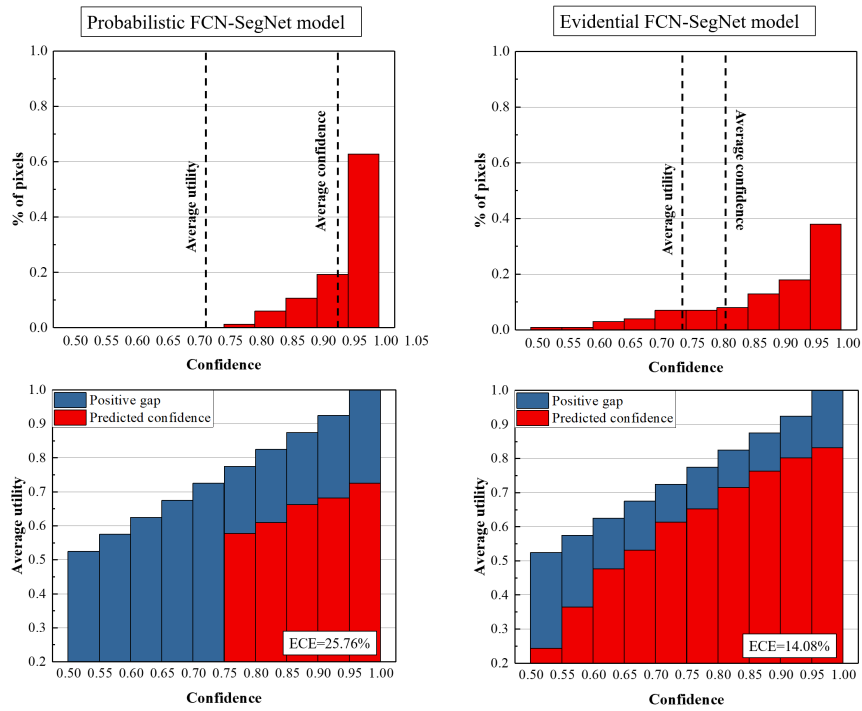 Probabilistic FCN-SegNet model
Evidential FCN-SegNet model
1.0
0.8
0.6
0.4
0.2
0.0
% of pixels
Average utility
Average confidence
0.50 0.55 0.60 0.65 0.70 0.75 0.80 0.85 0.90 0.95 1.00 1.05
Confidence
1.0
0.8
0.6
0.4
0.2
0.0
% of pixels
Average utility
Average confidence
0.50 0.55 0.60 0.65 0.70 0.75 0.80 0.85 0.90 0.95 1.00
Confidence
1.0
0.9
0.8
0.7
0.6
0.5
0.4
0.3
0.2
Average utility
Positive gap
Predicted confidence
ECE=25.76%
0.50 0.55 0.60 0.65 0.70 0.75 0.80 0.85 0.90 0.95 1.00
Confidence
1.0
0.9
0.8
0.7
0.6
0.5
0.4
0.3
0.2
Average utility
Positive gap
Predicted confidence
ECE=14.08%
0.50 0.55 0.60 0.65 0.70 0.75 0.80 0.85 0.90 0.95 1.00
Confidence